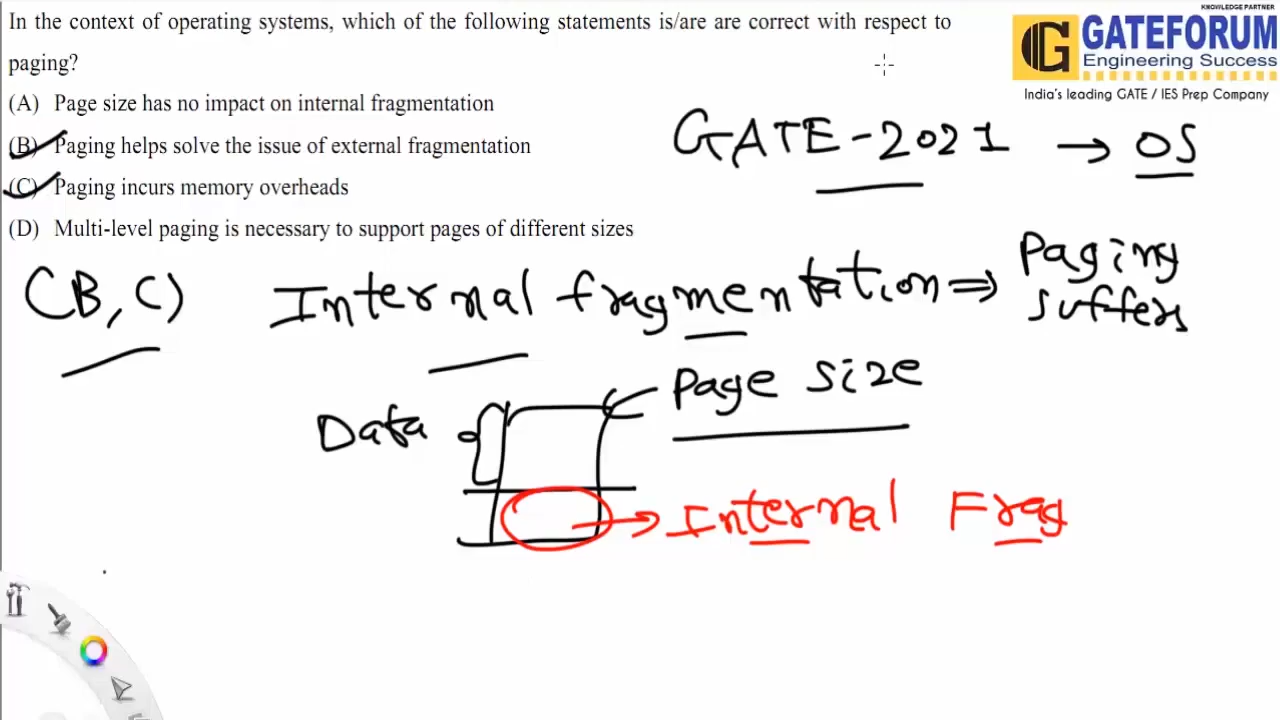 In the context of operating systems, which of the following statements is/are are correct with respect to
paging?
(A) Page size has no impact on internal fragmentation
(B) Paging helps solve the issue of external fragmentation
(C) Paging incurs memory overheads
(D) Multi-level paging is necessary to support pages of different sizes
KNOWLEDGE PARTNER
GATEFORUM
Engineering Success
India's leading GATE / IES Prep Company
GATE-2021 → OS
(B, C)
Internal fragmentation ⇒ Paging
suffers
Page size
Data
Internal Frag